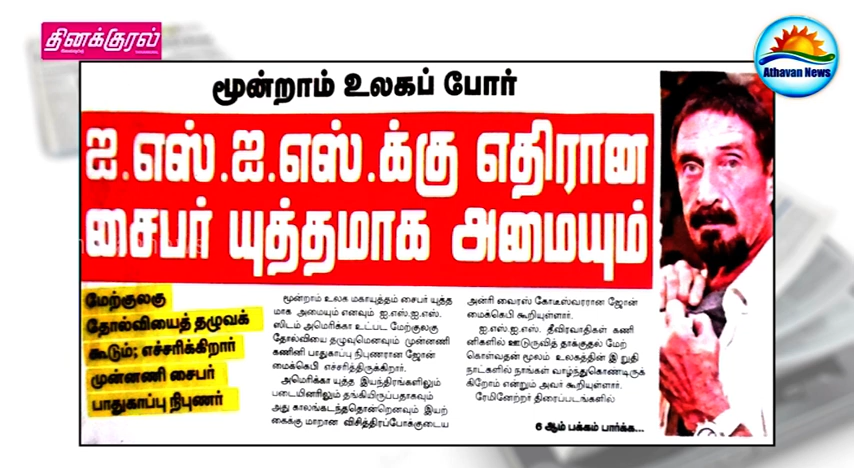 தினக்குரல்
Athavan News
மூன்றாம் உலகப் போர்
ஐ.எஸ்.ஐ.எஸ்.க்கு எதிரான
சைபர் யுத்தமாக அமையும்
மேற்குலகு
தோல்வியைத் தழுவக்
கூடும்; எச்சரிக்கிறார்
முன்னணி சைபர்
பாதுகாப்பு நிபுணர்
மூன்றாம் உலக மகாயுத்தம் சைபர் யுத்த
மாக அமையும் எனவும் ஐ.எஸ்.ஐ.எஸ்.
ஸிடம் அமெரிக்கா உட்பட மேற்குலகு
தோல்வியை தழுவுமெனவும் முன்னணி
கணினி பாதுகாப்பு நிபுணரான ஜோன்
மைக்கெபி எச்சரித்திருக்கிறார்.
அமெரிக்கா யுத்த இயந்திரங்களிலும்
படையினரிலும் தங்கியிருப்பதாகவும்
அது காலங்கடந்ததொன்றெனவும் இயற்
கைக்கு மாறான விசித்திரப்போக்குடைய
அன்ரி வைரஸ் கோடீஸ்வரரான ஜோன்
மைக்கெபி கூறியுள்ளார்.
ஐ.எஸ்.ஐ.எஸ். தீவிரவாதிகள் கணி
னிகளில் ஊடுருவித் தாக்குதல் மேற்
கொள்வதன் மூலம் உலகத்தின் இறுதி
நாட்களில் நாங்கள் வாழ்ந்துகொண்டிருக்
கிறோம் என்றும் அவர் கூறியுள்ளார்.
ரேமினேற்றர் திரைப்படங்களில்
6 ஆம் பக்கம் பார்க்க...